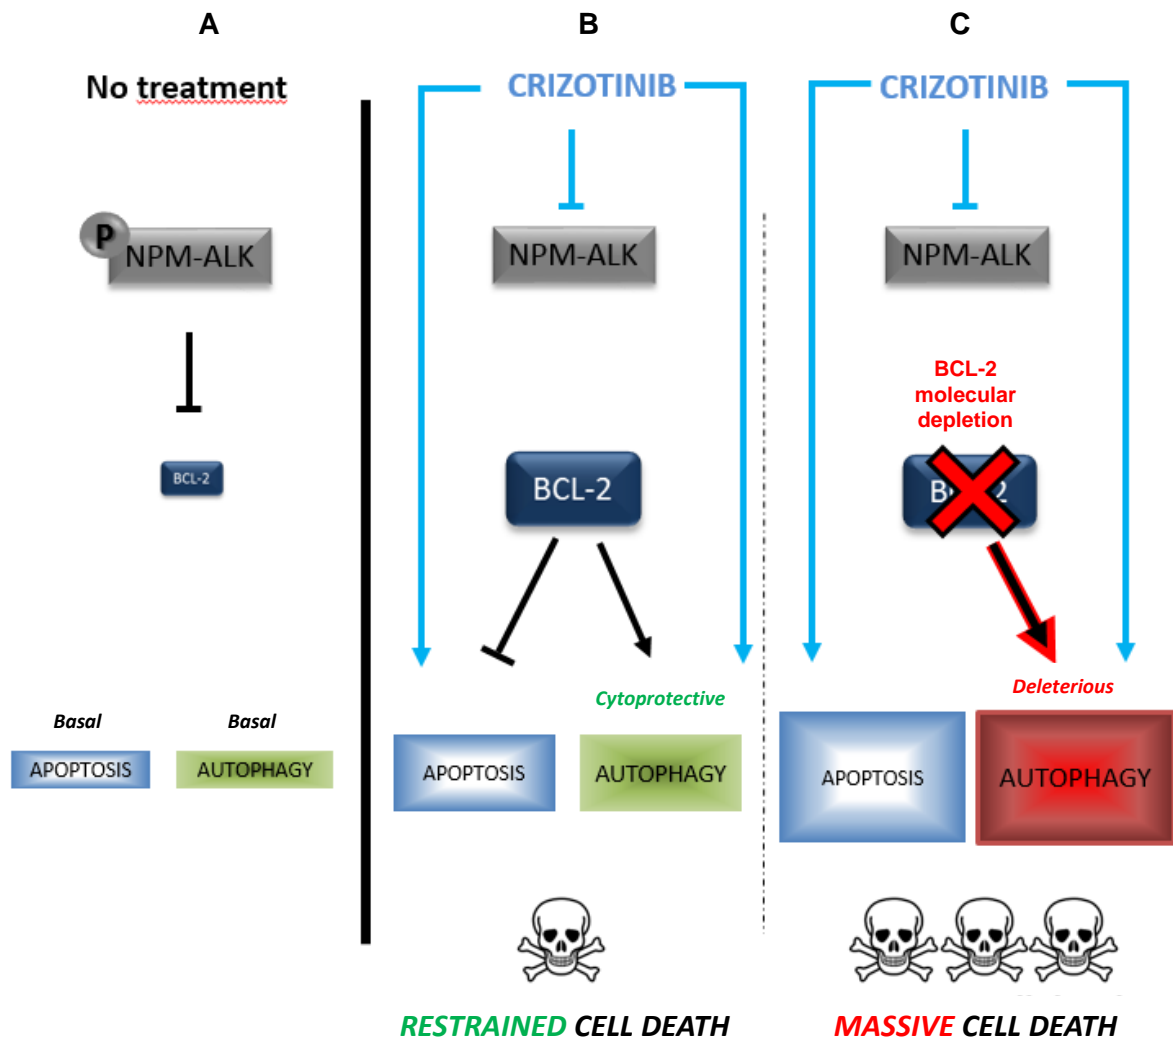 A
B
C
No treatment
CRIZOTINIB
CRIZOTINIB
P
NPM-ALK
NPM-ALK
NPM-ALK
BCL-2
molecular
depletion
BCL-2
BCL-2
Cytoprotective
Deleterious
Basal
Basal
APOPTOSIS
AUTOPHAGY
APOPTOSIS
AUTOPHAGY
APOPTOSIS
AUTOPHAGY
RESTRAINED CELL DEATH
MASSIVE CELL DEATH